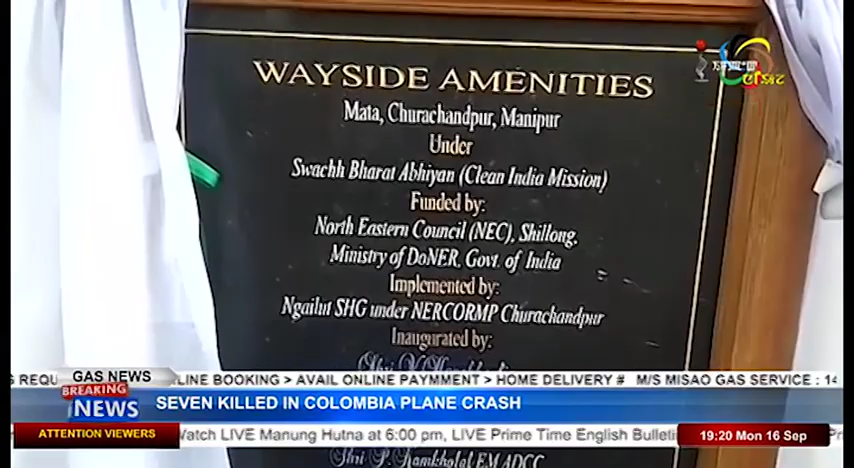 WAYSIDE AMENITIES
Mata, Churachandpur, Manipur
Under
Swachh Bharat Abhiyan (Clean India Mission)
Funded by:
North Eastern Council (NEC), Shillong,
Ministry of DoNER, Govt. of India
Implemented by:
Ngailut SHG under NERCORMP Churachandpur
Inaugurated by:
Shri V.
GAS NEWS
LINE BOOKING > AVAIL ONLINE PAYMMENT > HOME DELIVERY # M/S MISAO GAS SERVICE : 14
BREAKING
NEWS
SEVEN KILLED IN COLOMBIA PLANE CRASH
ATTENTION VIEWERS
Watch LIVE Manung Hutna at 6:00 pm, LIVE Prime Time English Bulleti
19:20 Mon 16 Sep
Shri P. EM ADCC